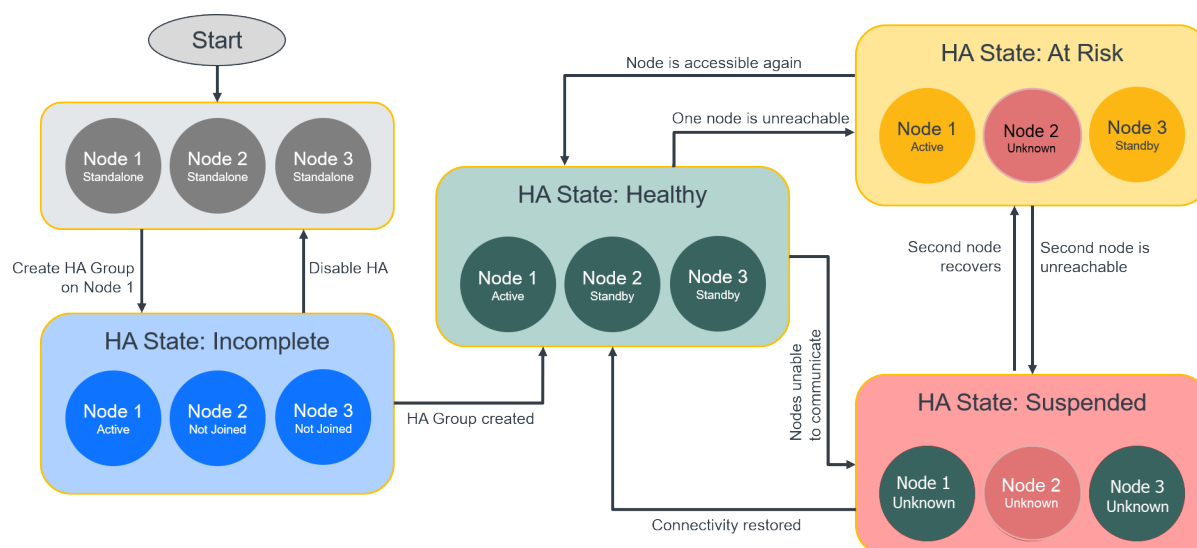 Start
Node 1
Standalone
Node 2
Standalone
Node 3
Standalone
Create HA Group
on Node 1
Disable HA
HA State: Incomplete
Node 1
Active
Node 2
Not Joined
Node 3
Not Joined
HA Group created
HA State: Healthy
Node 1
Active
Node 2
Standby
Node 3
Standby
Node is accessible again
One node is unreachable
HA State: At Risk
Node 1
Active
Node 2
Unknown
Node 3
Standby
Second node
recovers
Second node is
unreachable
Nodes unable
to communicate
Connectivity restored
HA State: Suspended
Node 1
Unknown
Node 2
Unknown
Node 3
Unknown